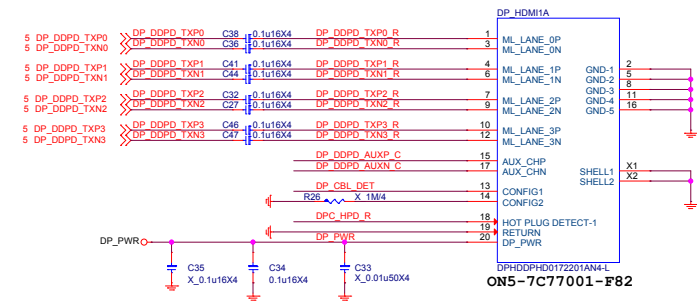 DP_HDMI1A
5 DP_DDPD_TXP0 DP_DDPD_TXP0 C38 0.1u16X4 DP_DDPD_TXP0_R 1 ML_LANE_0P
5 DP_DDPD_TXN0 DP_DDPD_TXN0 C36 0.1u16X4 DP_DDPD_TXN0_R 3 ML_LANE_0N
5 DP_DDPD_TXP1 DP_DDPD_TXP1 C41 0.1u16X4 DP_DDPD_TXP1_R 4 ML_LANE_1P GND-1 2
5 DP_DDPD_TXN1 DP_DDPD_TXN1 C44 0.1u16X4 DP_DDPD_TXN1_R 6 ML_LANE_1N GND-2 5
GND-3 8
5 DP_DDPD_TXP2 DP_DDPD_TXP2 C32 0.1u16X4 DP_DDPD_TXP2_R 7 ML_LANE_2P GND-4 11
5 DP_DDPD_TXN2 DP_DDPD_TXN2 C27 0.1u16X4 DP_DDPD_TXN2_R 9 ML_LANE_2N GND-5 16
5 DP_DDPD_TXP3 DP_DDPD_TXP3 C46 0.1u16X4 DP_DDPD_TXP3_R 10 ML_LANE_3P
5 DP_DDPD_TXN3 DP_DDPD_TXN3 C47 0.1u16X4 DP_DDPD_TXN3_R 12 ML_LANE_3N
DP_DDPD_AUXP_C 15 AUX_CHP
DP_DDPD_AUXN_C 17 AUX_CHN SHELL1 X1
SHELL2 X2
DP_CBL_DET 13 CONFIG1
R26 X_1M/4 14 CONFIG2
DPC_HPD_R 18 HOT PLUG DETECT-1
19 RETURN
DP_PWR DP_PWR 20 DP_PWR
C35 C34 C33
X_0.1u16X4 0.1u16X4 X_0.01u50X4
DPHDDPHD0172201AN4-L
ON5-7C77001-F82